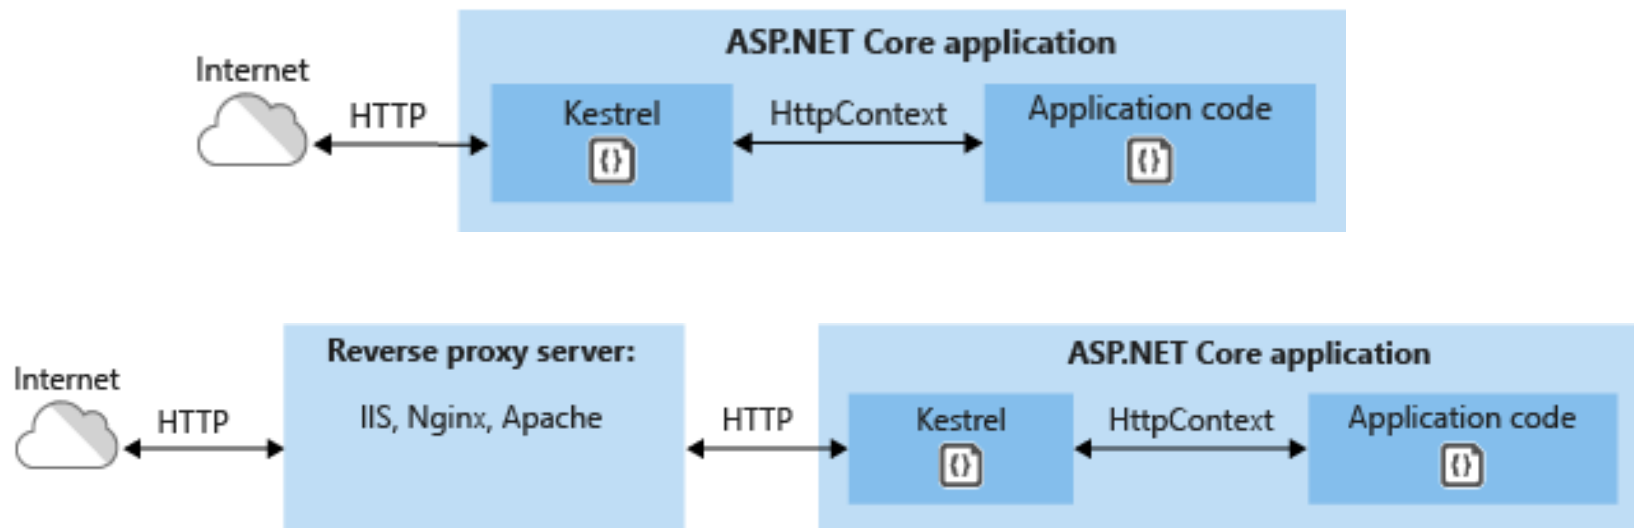 ASP.NET Core application
Internet
HTTP
Kestrel
{}
HttpContext
Application code
{}
Reverse proxy server:
IIS, Nginx, Apache
ASP.NET Core application
Internet
HTTP
HTTP
Kestrel
{}
HttpContext
Application code
{}